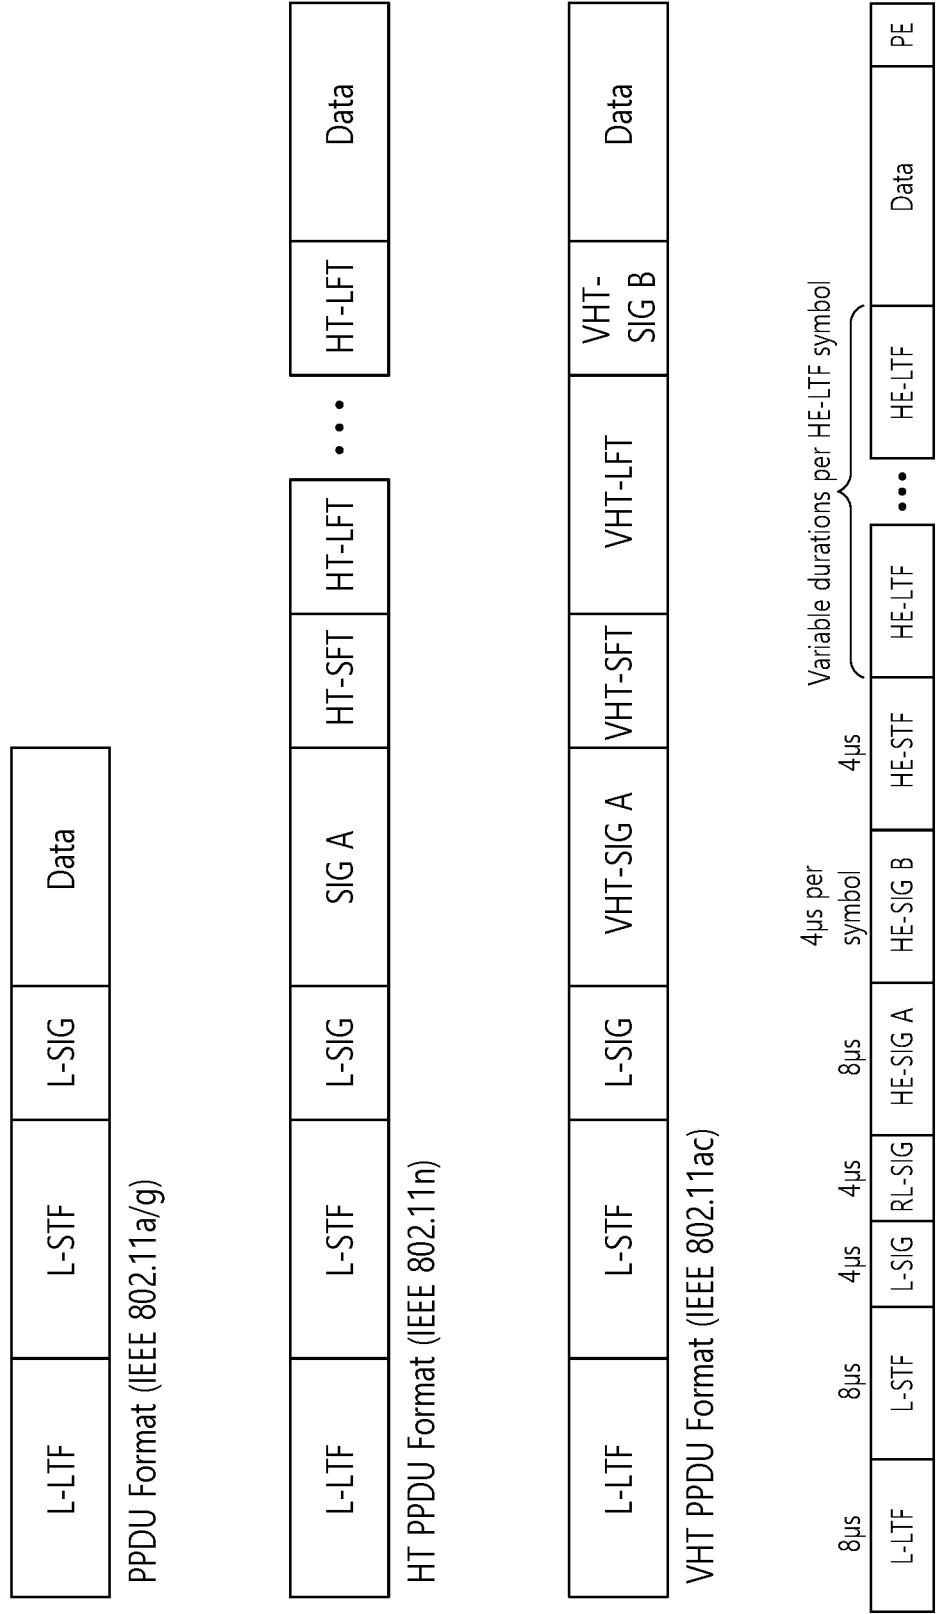 L-LTF
L-STF
L-SIG
Data
PPDU Format (IEEE 802.11a/g)
L-LTF
L-STF
L-SIG
SIG A
HT-SFT
HT-LFT
•••
HT-LFT
Data
HT PPDU Format (IEEE 802.11n)
L-LTF
L-STF
L-SIG
VHT-SIG A
VHT-SFT
VHT-LFT
VHT-
SIG B
Data
VHT PPDU Format (IEEE 802.11ac)
8µs
8µs
4µs
4µs
8µs
4µs per
symbol
4µs
Variable durations per HE-LTF symbol
L-LTF
L-STF
L-SIG
RL-SIG
HE-SIG A
HE-SIG B
HE-STF
HE-LTF
•••
HE-LTF
Data
PE